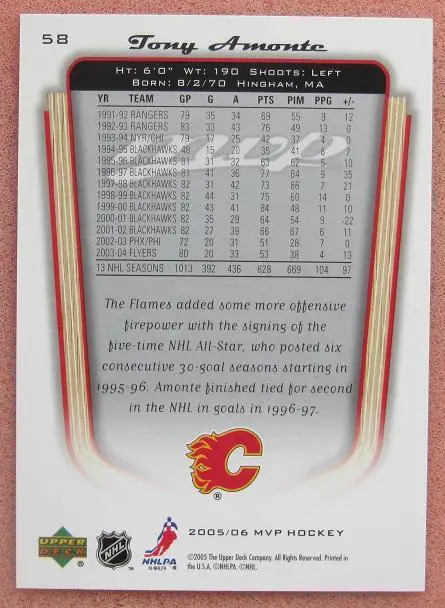 58
Tony Amonte
HT: 6'0" WT: 190 SHOOTS: LEFT
BORN: 8/2/70 HINGHAM, MA
YR TEAM GP G A PTS PIM PPG +/-
1991-92 RANGERS 79 35 34 69 55 9 12
1992-93 RANGERS 83 33 43 76 49 13 0
1993-94 NYR/CHI 79 17 25 42 37 4
1994-95 BLACKHAWKS 48 15 20 35 41 6 7
1995-96 BLACKHAWKS 81 31 32 63 62 5 10
1996-97 BLACKHAWKS 81 41 36 77 64 9 35
1997-98 BLACKHAWKS 82 31 42 73 66 7 21
1998-99 BLACKHAWKS 82 44 31 75 60 14 0
1999-00 BLACKHAWKS 82 43 41 84 48 11 10
2000-01 BLACKHAWKS 82 35 29 64 54 9 -22
2001-02 BLACKHAWKS 82 27 39 66 67 6 11
2002-03 PHX/PHI 72 20 31 51 28 7 0
2003-04 FLYERS 80 20 33 53 38 4 13
13 NHL SEASONS 1013 392 436 828 669 104 97
The Flames added some more offensive
firepower with the signing of the
five-time NHL All-Star, who posted six
consecutive 30-goal seasons starting in
1995-96. Amonte finished tied for second
in the NHL in goals in 1996-97.
C
®
UPPER
DECK
®
NHL
™
NHLPA
2005/06 MVP HOCKEY
©2005 The Upper Deck Company. All Rights Reserved. Printed in
the U.S.A. ©NHLPA. ©NHL.